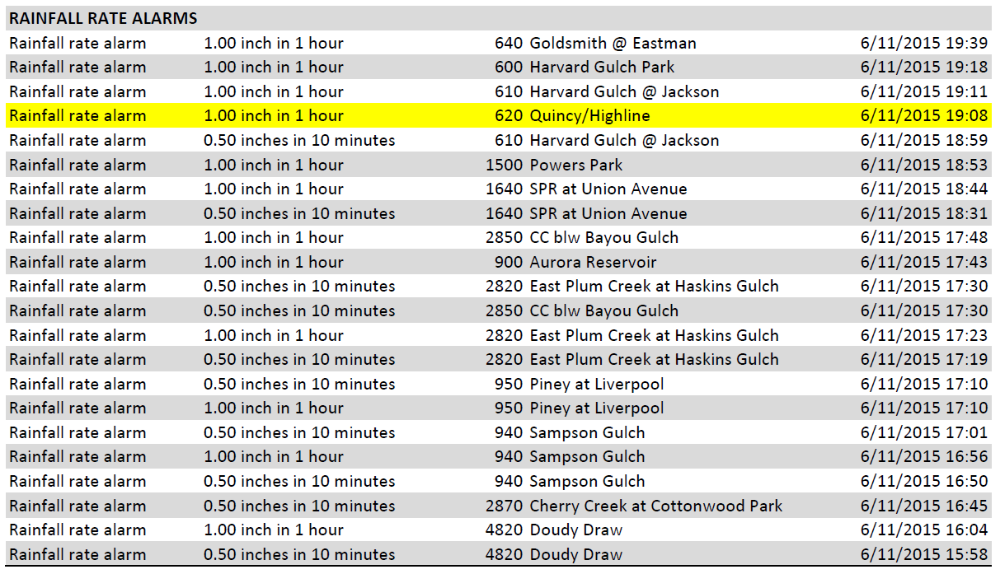 RAINFALL RATE ALARMS
Rainfall rate alarm 1.00 inch in 1 hour 640 Goldsmith @ Eastman 6/11/2015 19:39
Rainfall rate alarm 1.00 inch in 1 hour 600 Harvard Gulch Park 6/11/2015 19:18
Rainfall rate alarm 1.00 inch in 1 hour 610 Harvard Gulch @ Jackson 6/11/2015 19:11
Rainfall rate alarm 1.00 inch in 1 hour 620 Quincy/Highline 6/11/2015 19:08
Rainfall rate alarm 0.50 inches in 10 minutes 610 Harvard Gulch @ Jackson 6/11/2015 18:59
Rainfall rate alarm 1.00 inch in 1 hour 1500 Powers Park 6/11/2015 18:53
Rainfall rate alarm 1.00 inch in 1 hour 1640 SPR at Union Avenue 6/11/2015 18:44
Rainfall rate alarm 0.50 inches in 10 minutes 1640 SPR at Union Avenue 6/11/2015 18:31
Rainfall rate alarm 1.00 inch in 1 hour 2850 CC blw Bayou Gulch 6/11/2015 17:48
Rainfall rate alarm 1.00 inch in 1 hour 900 Aurora Reservoir 6/11/2015 17:43
Rainfall rate alarm 0.50 inches in 10 minutes 2820 East Plum Creek at Haskins Gulch 6/11/2015 17:30
Rainfall rate alarm 0.50 inches in 10 minutes 2850 CC blw Bayou Gulch 6/11/2015 17:30
Rainfall rate alarm 1.00 inch in 1 hour 2820 East Plum Creek at Haskins Gulch 6/11/2015 17:23
Rainfall rate alarm 0.50 inches in 10 minutes 2820 East Plum Creek at Haskins Gulch 6/11/2015 17:19
Rainfall rate alarm 0.50 inches in 10 minutes 950 Piney at Liverpool 6/11/2015 17:10
Rainfall rate alarm 1.00 inch in 1 hour 950 Piney at Liverpool 6/11/2015 17:10
Rainfall rate alarm 0.50 inches in 10 minutes 940 Sampson Gulch 6/11/2015 17:01
Rainfall rate alarm 1.00 inch in 1 hour 940 Sampson Gulch 6/11/2015 16:56
Rainfall rate alarm 0.50 inches in 10 minutes 940 Sampson Gulch 6/11/2015 16:50
Rainfall rate alarm 0.50 inches in 10 minutes 2870 Cherry Creek at Cottonwood Park 6/11/2015 16:45
Rainfall rate alarm 1.00 inch in 1 hour 4820 Doudy Draw 6/11/2015 16:04
Rainfall rate alarm 0.50 inches in 10 minutes 4820 Doudy Draw 6/11/2015 15:58